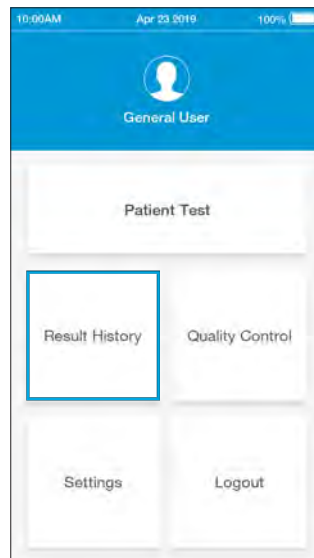 10:00AM Apr 23 2019 100%
General User
Patient Test
Result History Quality Control
Settings Logout